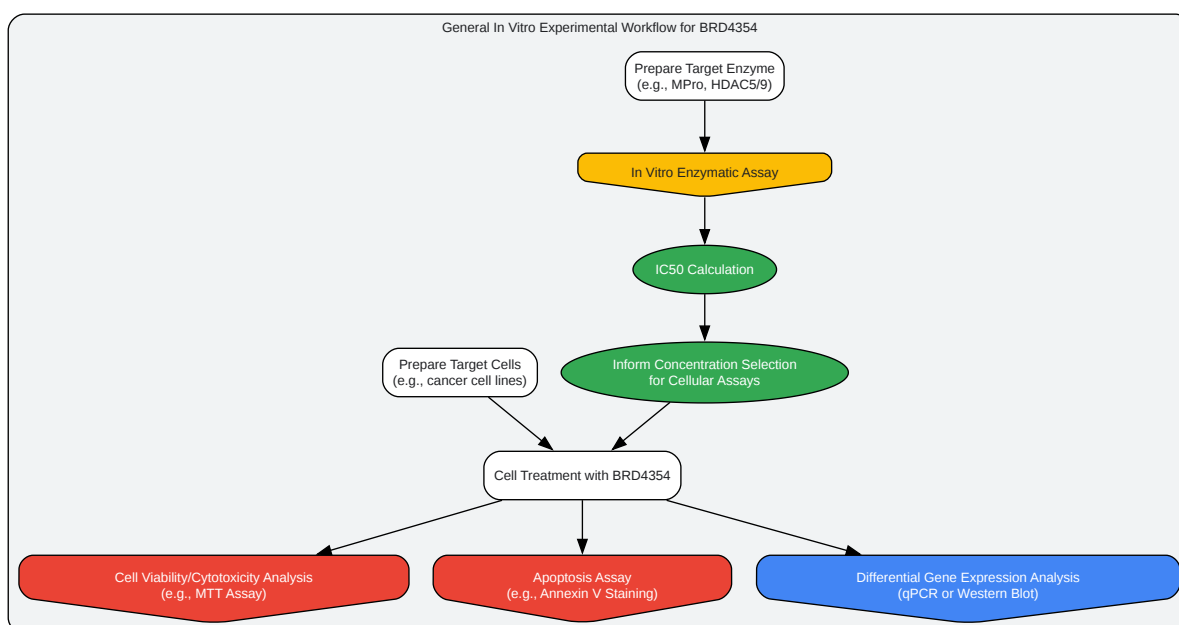 General In Vitro Experimental Workflow for BRD4354
Prepare Target Enzyme
(e.g., MPro, HDAC5/9)
In Vitro Enzymatic Assay
IC50 Calculation
Prepare Target Cells
(e.g., cancer cell lines)
Inform Concentration Selection
for Cellular Assays
Cell Treatment with BRD4354
Cell Viability/Cytotoxicity Analysis
(e.g., MTT Assay)
Apoptosis Assay
(e.g., Annexin V Staining)
Differential Gene Expression Analysis
(qPCR or Western Blot)